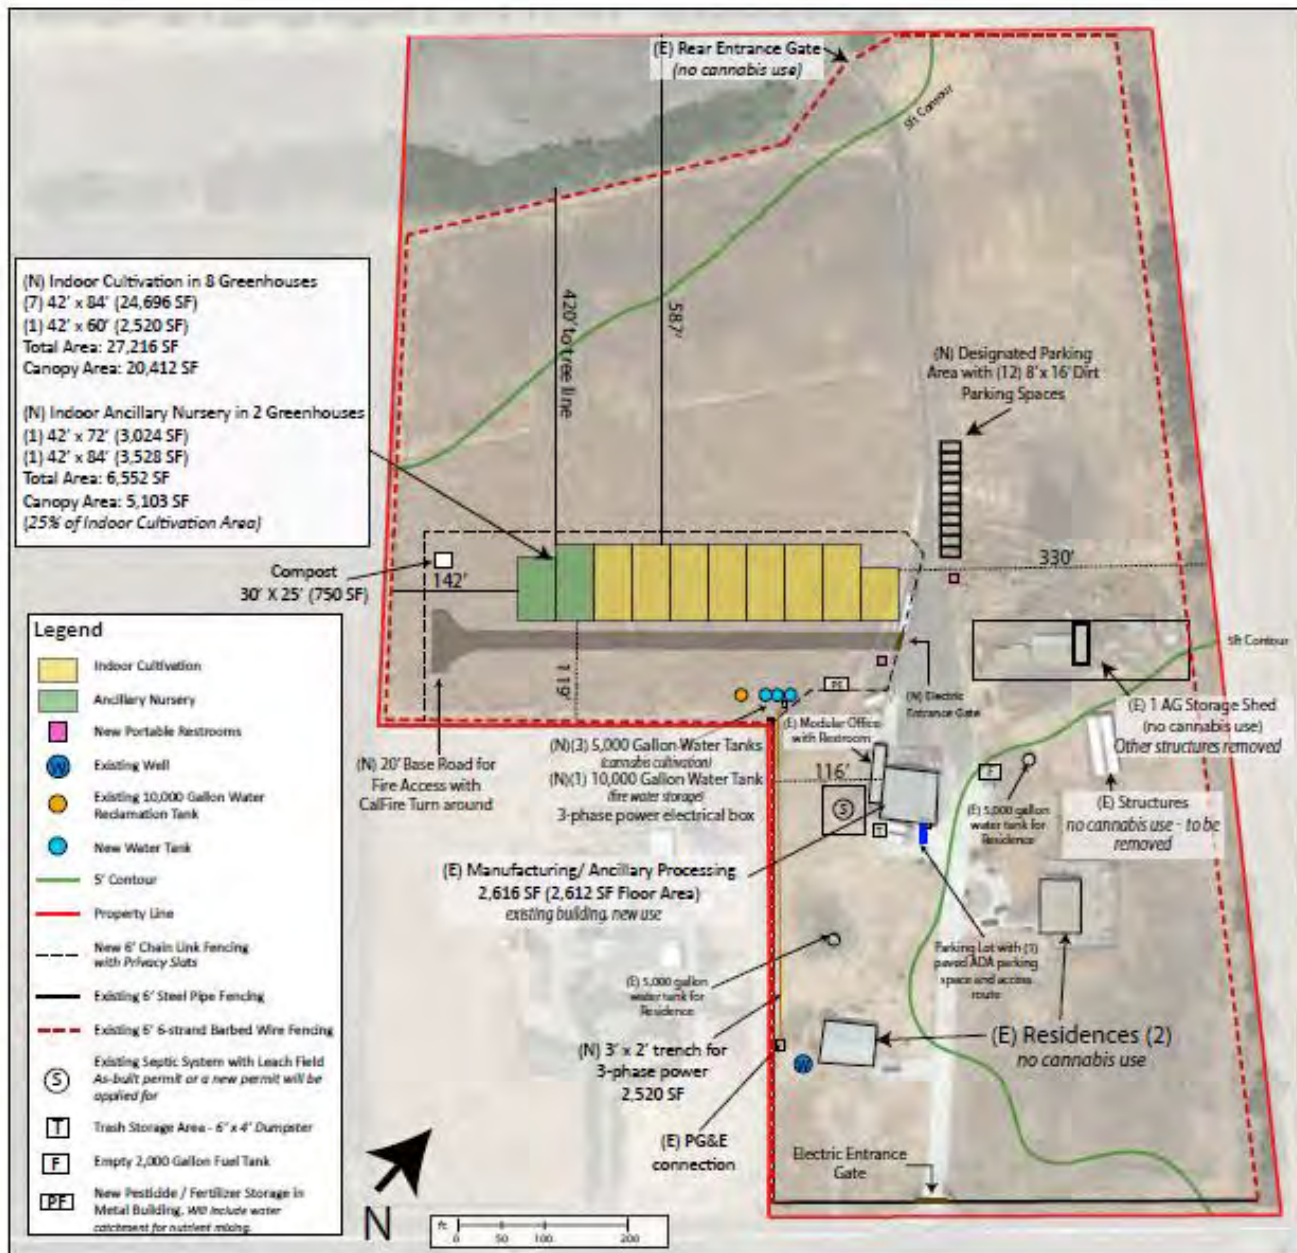 (E) Rear Entrance Gate
(no cannabis use)
5ft Contour
(N) Indoor Cultivation in 8 Greenhouses
(7) 42' x 84' (24,696 SF)
(1) 42' x 60' (2,520 SF)
Total Area: 27,216 SF
Canopy Area: 20,412 SF
(N) Indoor Ancillary Nursery in 2 Greenhouses
(1) 42' x 72' (3,024 SF)
(1) 42' x 84' (3,528 SF)
Total Area: 6,552 SF
Canopy Area: 5,103 SF
(25% of Indoor Cultivation Area)
420' to tree line
587'
(N) Designated Parking
Area with (12) 8' x 16' Dirt
Parking Spaces
330'
Compost
30' X 25' (750 SF)
142'
119'
5ft Contour
Legend
Indoor Cultivation
Ancillary Nursery
New Portable Restrooms
W
Existing Well
Existing 10,000 Gallon Water
Reclamation Tank
New Water Tank
5' Contour
Property Line
New 6' Chain Link Fencing
with Privacy Slats
Existing 6' Steel Pipe Fencing
Existing 6' 6-strand Barbed Wire Fencing
S
Existing Septic System with Leach Field
As-built permit or a new permit will be
applied for
T
Trash Storage Area - 6' x 4' Dumpster
F
Empty 2,000 Gallon Fuel Tank
PF
New Pesticide / Fertilizer Storage in
Metal Building. Will include water
catchment for nutrient mixing.
(N) 20' Base Road for
Fire Access with
CalFire Turn around
PF
(N) Electric
Entrance Gate
(E) 1 AG Storage Shed
(no cannabis use)
Other structures removed
(N)(3) 5,000 Gallon Water Tanks
(cannabis cultivation)
(N)(1) 10,000 Gallon Water Tank
(fire water storage)
3-phase power electrical box
(E) Modular Office
with Restroom
116'
S
T
F
(E) 5,000 gallon
water tank for
Residence
(E) Structures
no cannabis use - to be
removed
(E) Manufacturing/ Ancillary Processing
2,616 SF (2,612 SF Floor Area)
existing building, new use
Parking Lot with (1)
paved ADA parking
space and access
route
(E) 5,000 gallon
water tank for
Residence
(E) Residences (2)
no cannabis use
(N) 3' x 2' trench for
3-phase power
2,520 SF
W
(E) PG&E
connection
Electric Entrance
Gate
N
ft
0 50 100 200